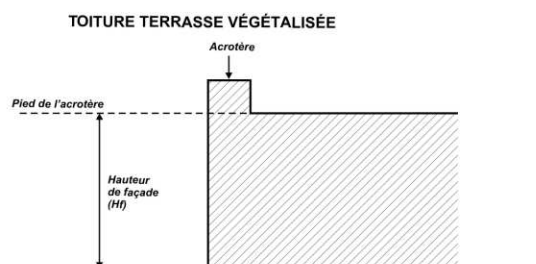 TOITURE TERRASSE VÉGÉTALISÉE
Acrotère
Pied de l'acrotère
Hauteur
de façade
(Hf)